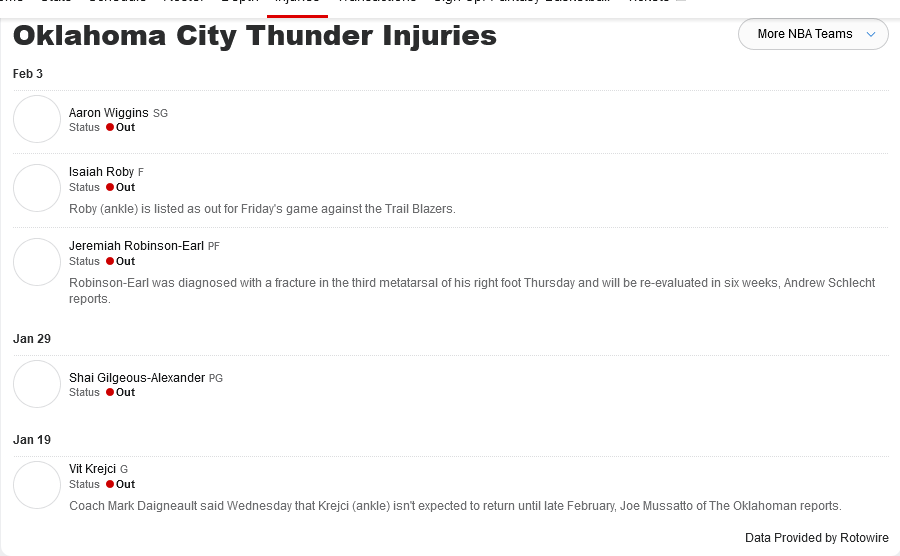 Oklahoma City Thunder Injuries
More NBA Teams
Feb 3
Aaron Wiggins SG
Status Out
Isaiah Roby F
Status Out
Roby (ankle) is listed as out for Friday's game against the Trail Blazers.
Jeremiah Robinson-Earl PF
Status Out
Robinson-Earl was diagnosed with a fracture in the third metatarsal of his right foot Thursday and will be re-evaluated in six weeks, Andrew Schlecht
reports.
Jan 29
Shai Gilgeous-Alexander PG
Status Out
Jan 19
Vit Krejci G
Status Out
Coach Mark Daigneault said Wednesday that Krejci (ankle) isn't expected to return until late February, Joe Mussatto of The Oklahoman reports.
Data Provided by Rotowire